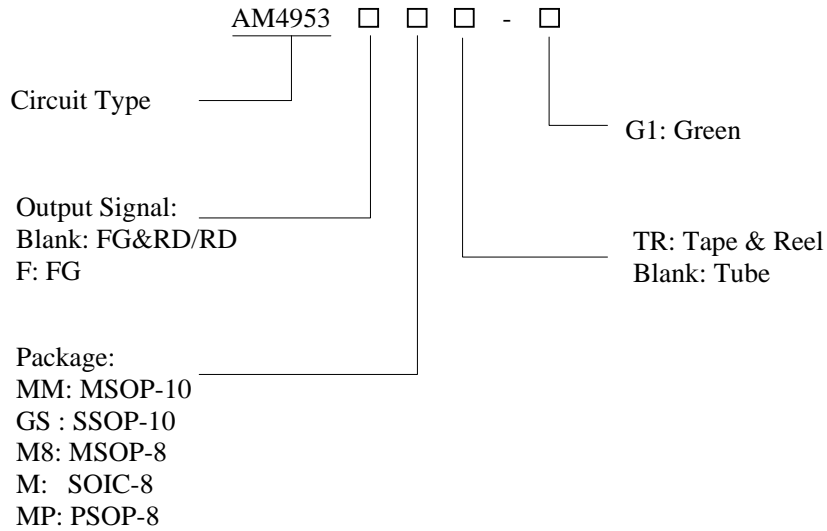 AM4953 □ □ □ - □
Circuit Type
G1: Green
Output Signal:
Blank: FG&RD/RD
F: FG
TR: Tape & Reel
Blank: Tube
Package:
MM: MSOP-10
GS : SSOP-10
M8: MSOP-8
M: SOIC-8
MP: PSOP-8